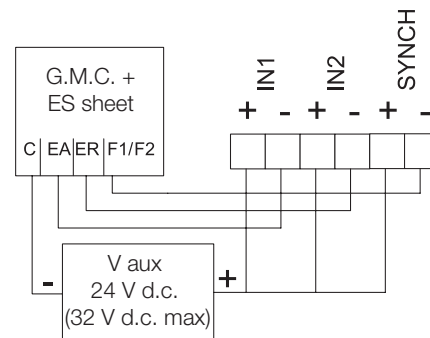 G.M.C. +
ES sheet
C EA ER F1/F2
IN1
IN2
SYNCH
+ - + - + -
- +
V aux
24 V d.c.
(32 V d.c. max)